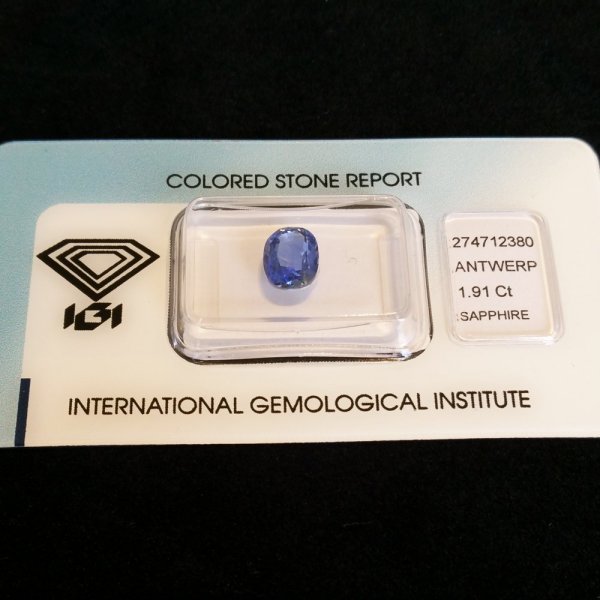 COLORED STONE REPORT
IGI
274712380
ANTWERP
1.91 Ct
SAPPHIRE
INTERNATIONAL GEMOLOGICAL INSTITUTE